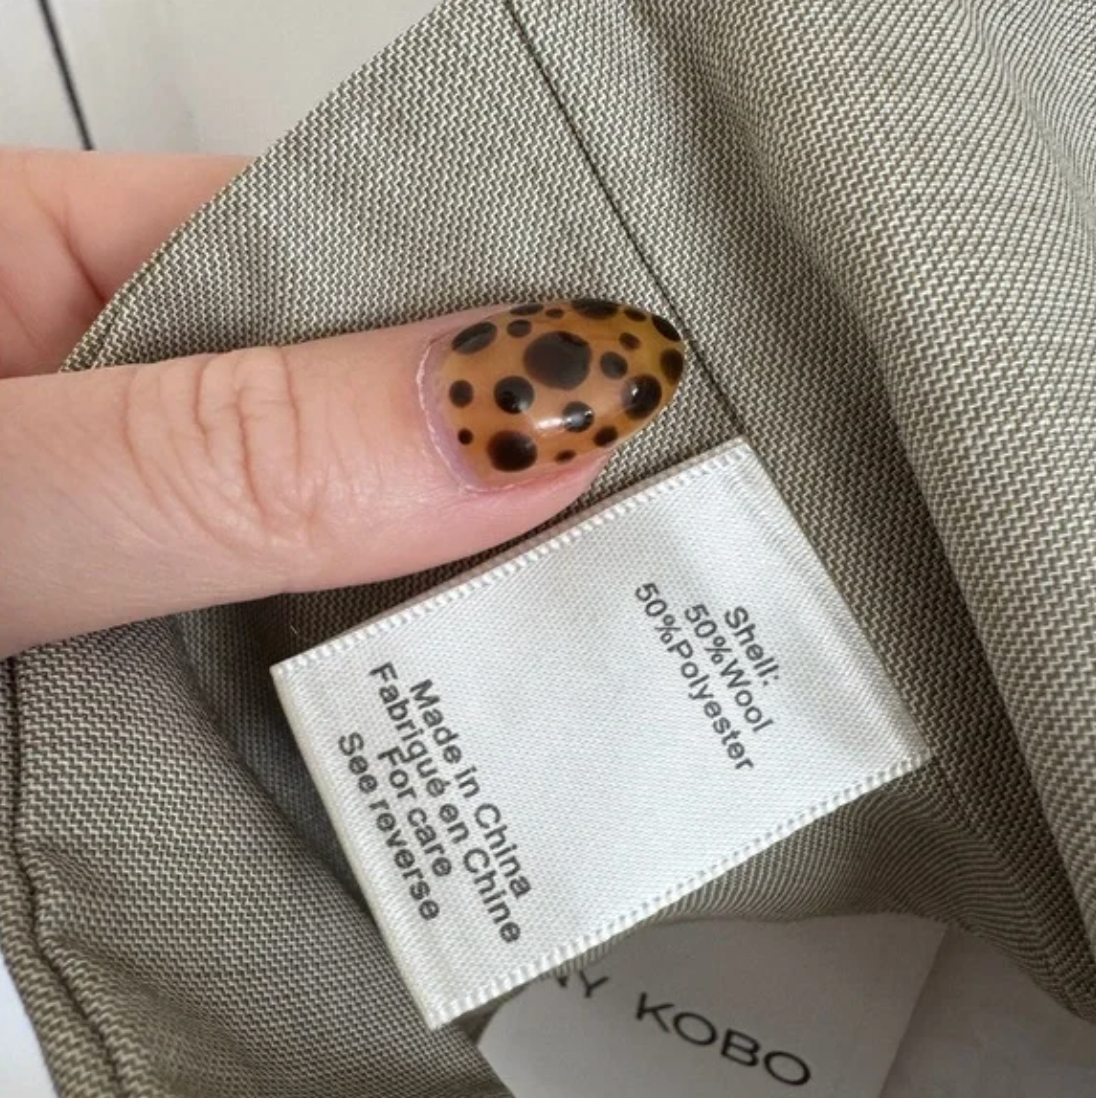 Shell:
50%Wool
50%Polyester
Made in China
Fabriqué en Chine
For care
See reverse
KOBO